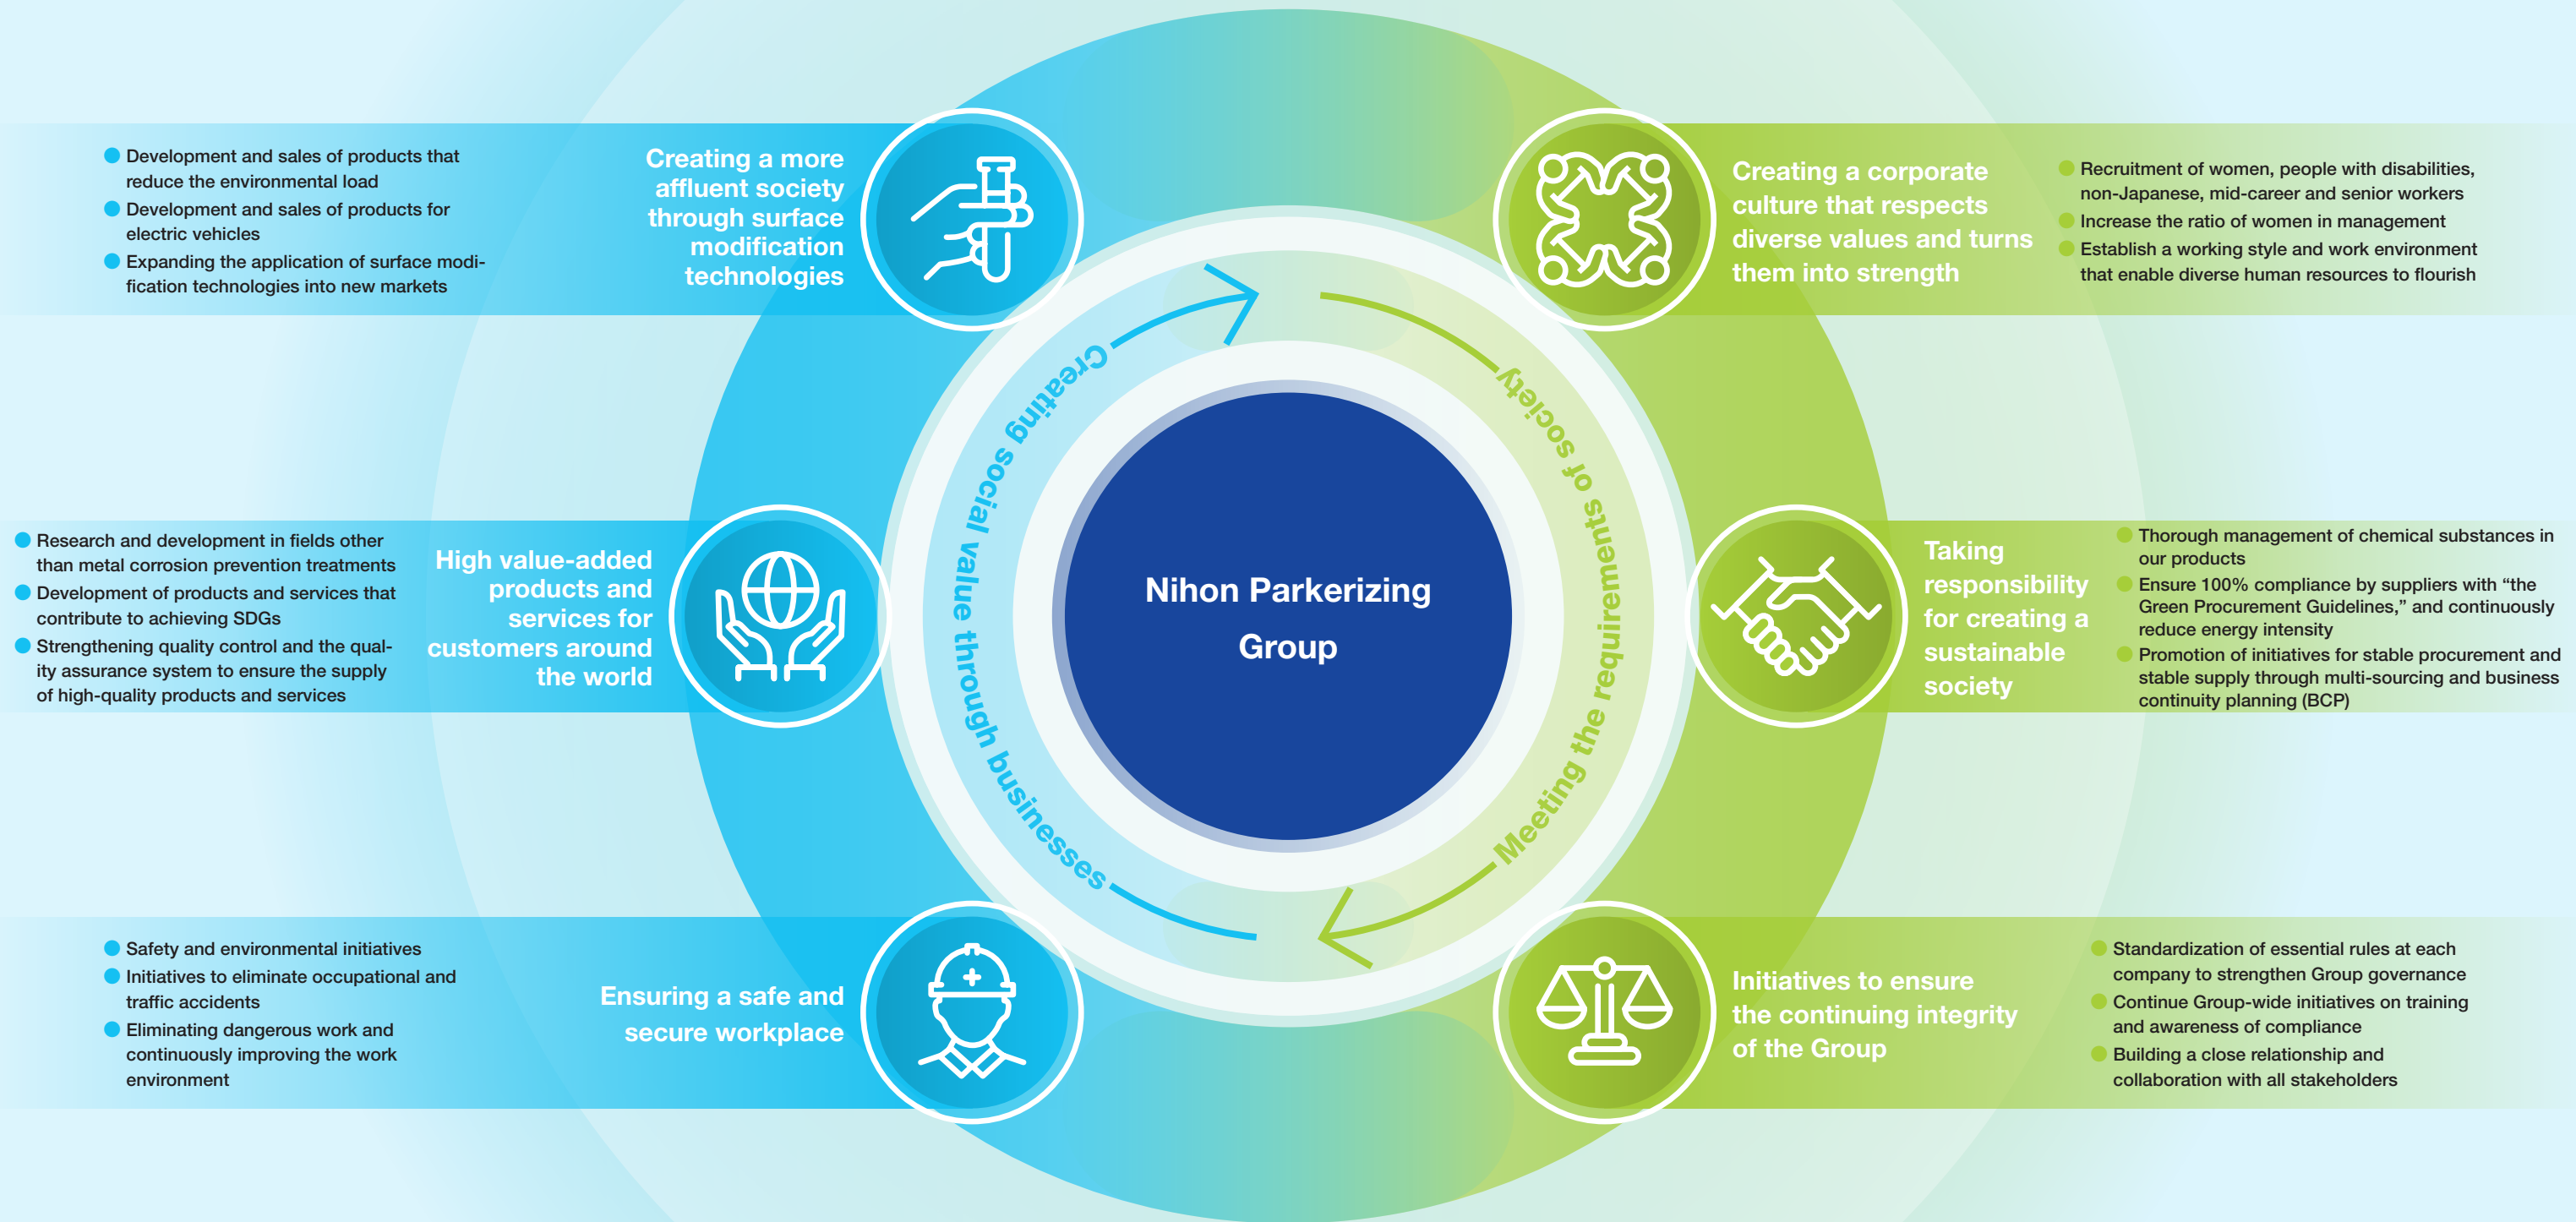 Development and sales of products that
reduce the environmental load
Development and sales of products for
electric vehicles
Expanding the application of surface modi-
fication technologies into new markets
Creating a more
affluent society
through surface
modification
technologies
Research and development in fields other
than metal corrosion prevention treatments
Development of products and services that
contribute to achieving SDGs
Strengthening quality control and the qual-
ity assurance system to ensure the supply
of high-quality products and services
High value-added
products and
services for
customers around
the world
Safety and environmental initiatives
Initiatives to eliminate occupational and
traffic accidents
Eliminating dangerous work and
continuously improving the work
environment
Ensuring a safe and
secure workplace
Creating social value through businesses
Nihon Parkerizing
Group
Meeting the requirements of society
Creating a corporate
culture that respects
diverse values and turns
them into strength
Recruitment of women, people with disabilities,
non-Japanese, mid-career and senior workers
Increase the ratio of women in management
Establish a working style and work environment
that enable diverse human resources to flourish
Taking
responsibility
for creating a
sustainable
society
Thorough management of chemical substances in
our products
Ensure 100% compliance by suppliers with “the
Green Procurement Guidelines,” and continuously
reduce energy intensity
Promotion of initiatives for stable procurement and
stable supply through multi-sourcing and business
continuity planning (BCP)
Initiatives to ensure
the continuing integrity
of the Group
Standardization of essential rules at each
company to strengthen Group governance
Continue Group-wide initiatives on training
and awareness of compliance
Building a close relationship and
collaboration with all stakeholders